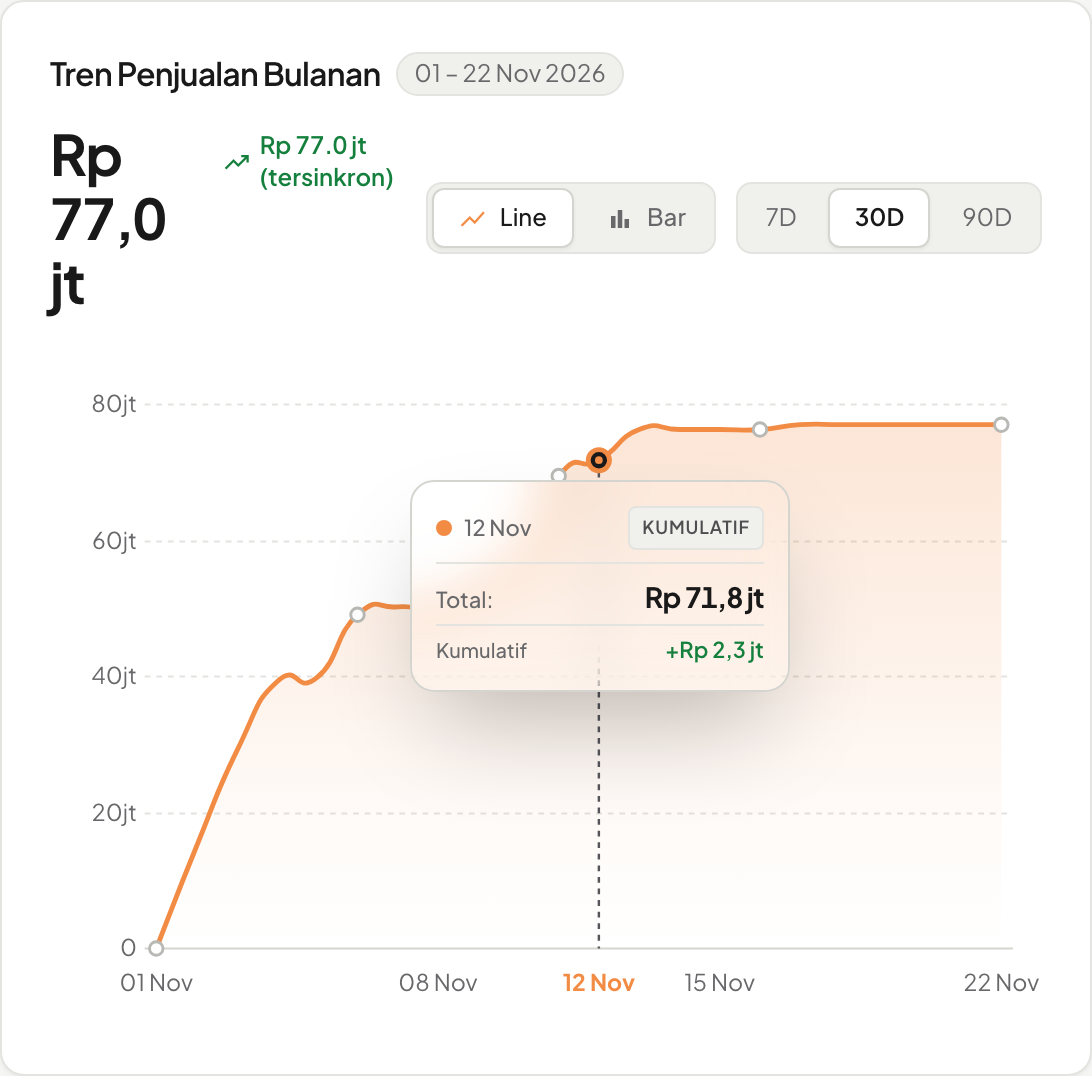 Tren Penjualan Bulanan
01 – 22 Nov 2026
Rp
77,0
jt
Rp 77.0 jt
(tersinkron)
Line
Bar
7D
30D
90D
80jt
60jt
40jt
20jt
0
12 Nov
KUMULATIF
Total:
Rp 71,8 jt
Kumulatif
+Rp 2,3 jt
01 Nov
08 Nov
12 Nov
15 Nov
22 Nov